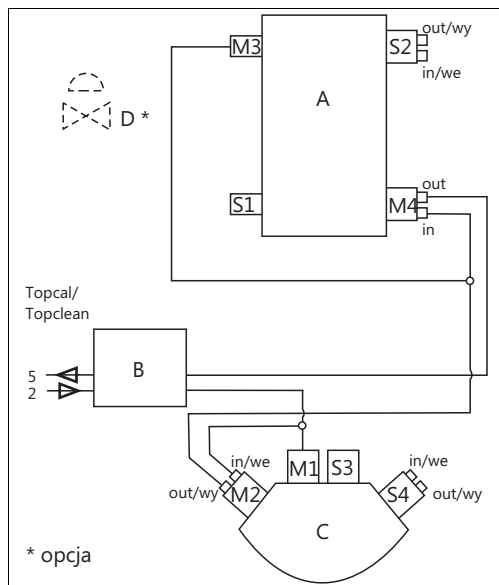 M3
S2
out/wy
in/we
A
D *
S1
M4
out
in
Topcal/
Topclean
5
2
B
in/we
out/wy
M2
M1
S3
S4
in/we
out/wy
C
* opcja